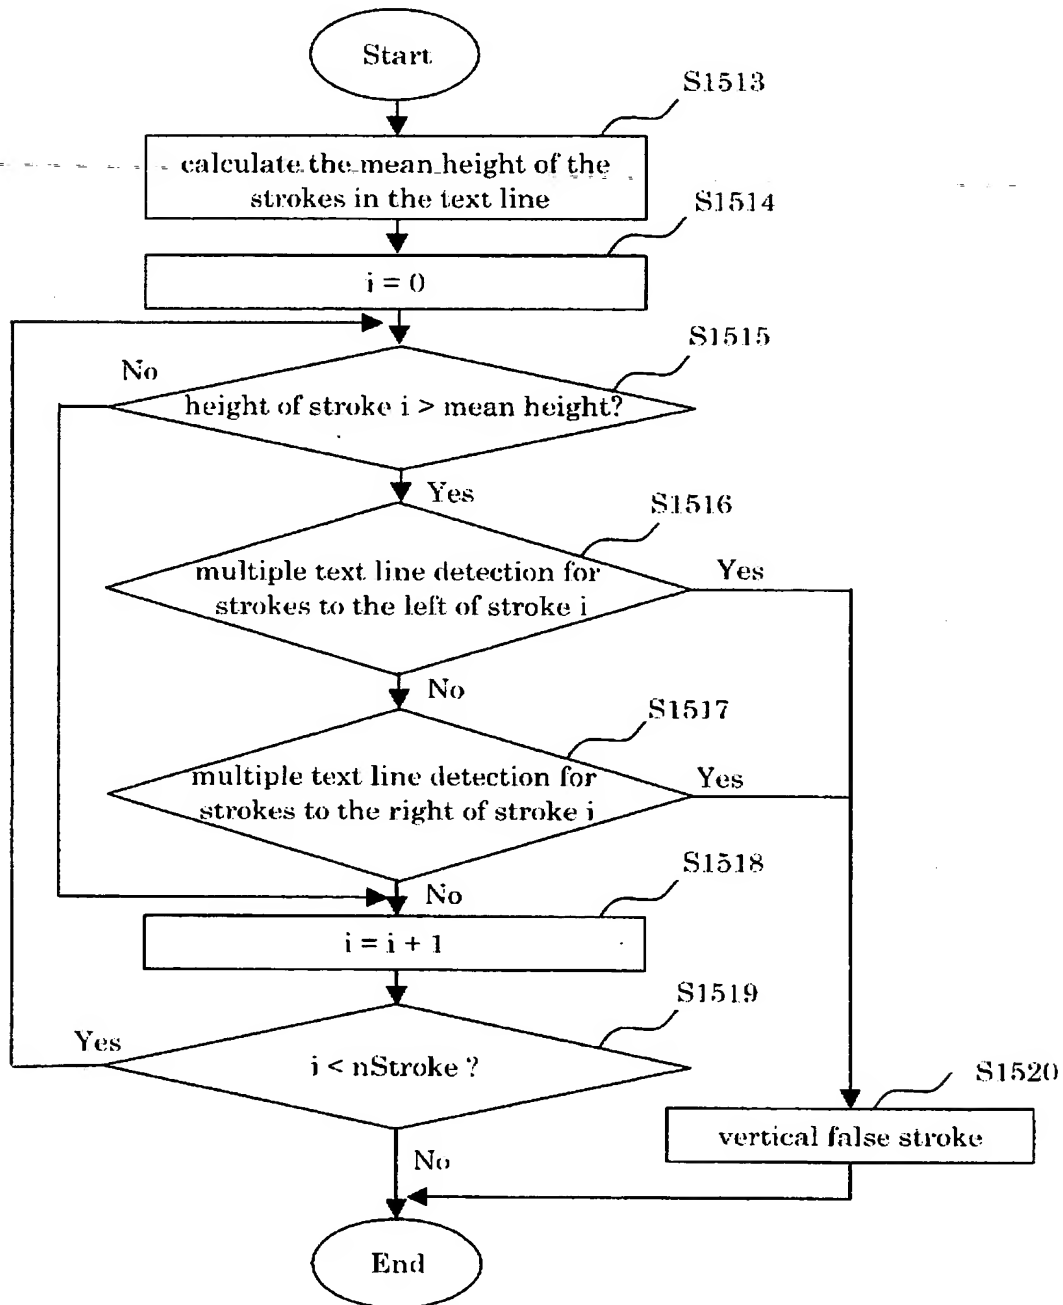 Start
S1513
calculate the mean height of the
strokes in the text line
S1514
i = 0
S1515
No
height of stroke i > mean height?
Yes
S1516
multiple text line detection for
strokes to the left of stroke i
Yes
No
S1517
multiple text line detection for
strokes to the right of stroke i
Yes
S1518
No
i = i + 1
S1519
Yes
i < nStroke ?
S1520
vertical false stroke
No
End